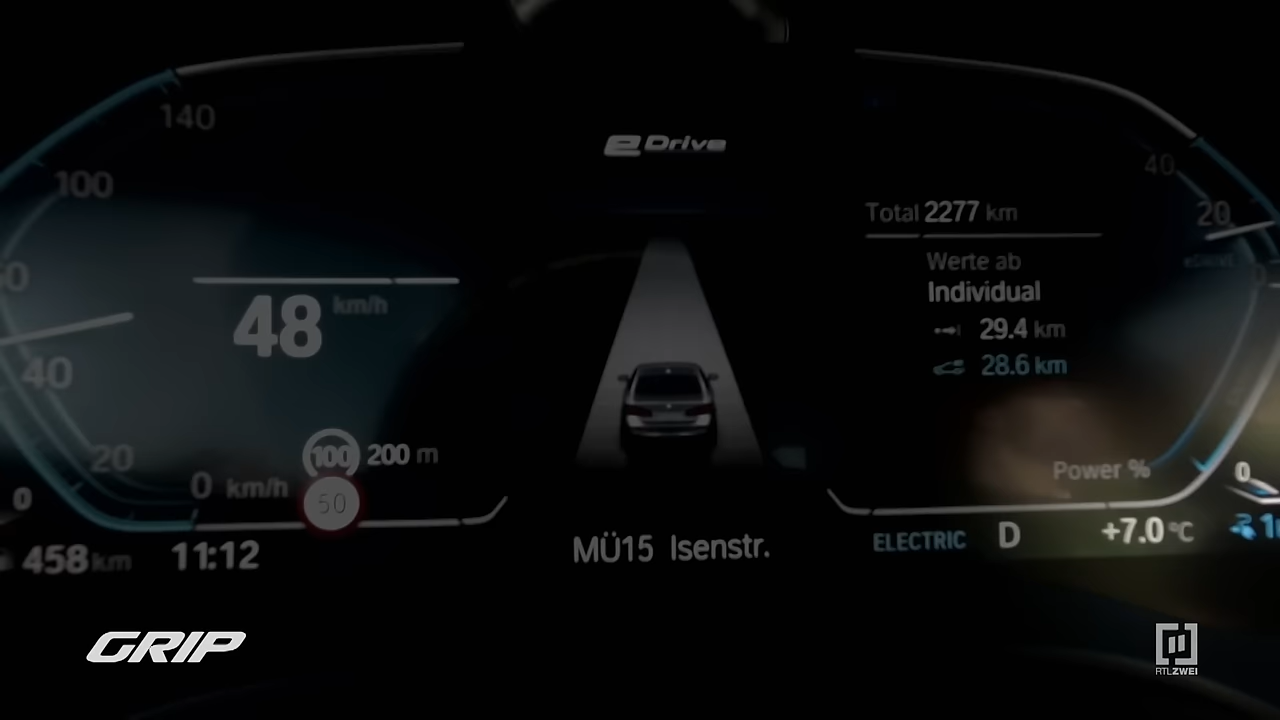 140
100
60
40
20
0 km/h
48 km/h
100 200 m
50
0
458 km
11:12
eDrive
MÜ15 Isenstr.
Total 2277 km
Werte ab
Individual
29.4 km
28.6 km
40
20
0
Power %
ELECTRIC D
+7.0 °C
GRIP
RTLZWEI